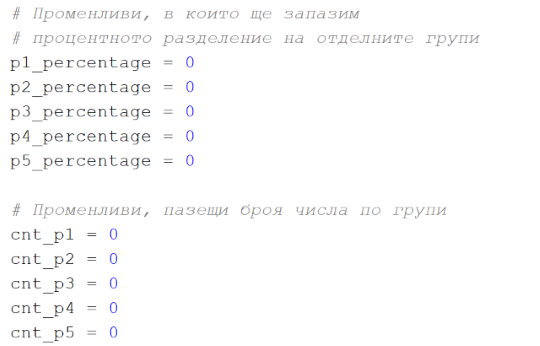 # Променливи, в които ще запазим
# процентното разделение на отделните групи
p1_percentage = 0
p2_percentage = 0
p3_percentage = 0
p4_percentage = 0
p5_percentage = 0
# Променливи, пазещи броя числа по групи
cnt_p1 = 0
cnt_p2 = 0
cnt_p3 = 0
cnt_p4 = 0
cnt_p5 = 0